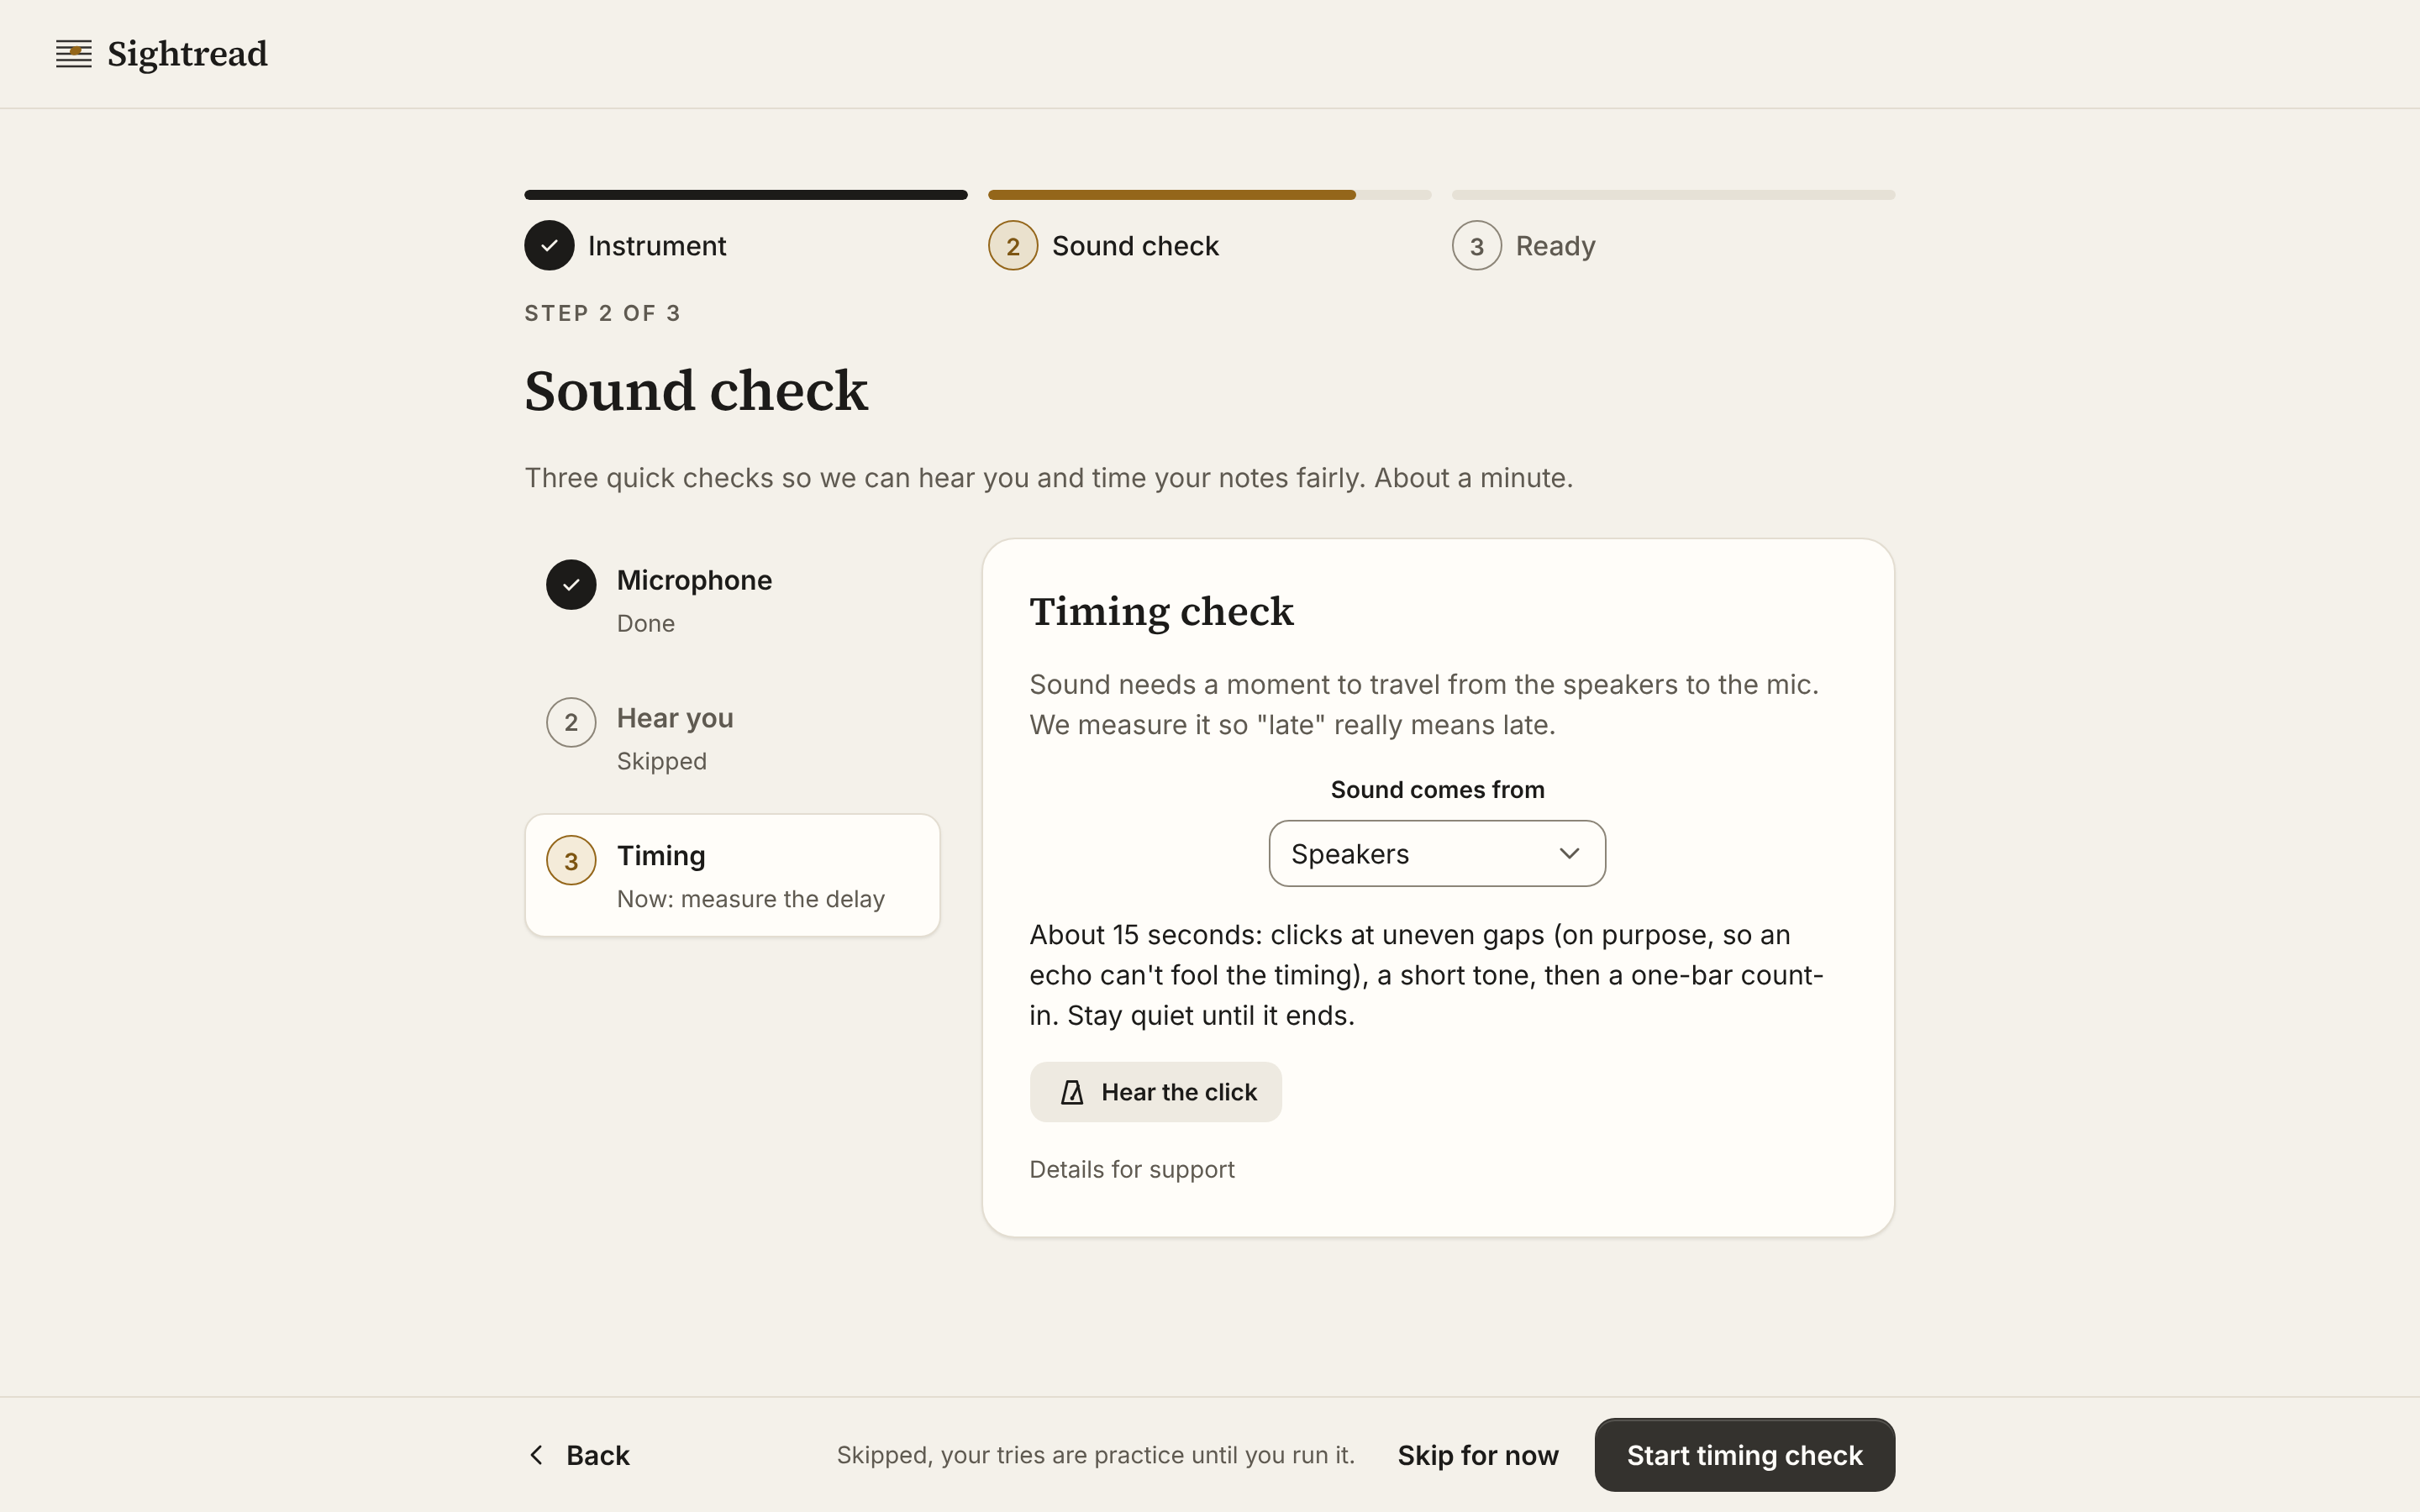 Sightread
Instrument
2 Sound check
3 Ready
STEP 2 OF 3
Sound check
Three quick checks so we can hear you and time your notes fairly. About a minute.
Microphone
Done
2 Hear you
Skipped
3 Timing
Now: measure the delay
Timing check
Sound needs a moment to travel from the speakers to the mic.
We measure it so "late" really means late.
Sound comes from
Speakers
About 15 seconds: clicks at uneven gaps (on purpose, so an
echo can't fool the timing), a short tone, then a one-bar count-
in. Stay quiet until it ends.
Hear the click
Details for support
Back
Skipped, your tries are practice until you run it.
Skip for now
Start timing check